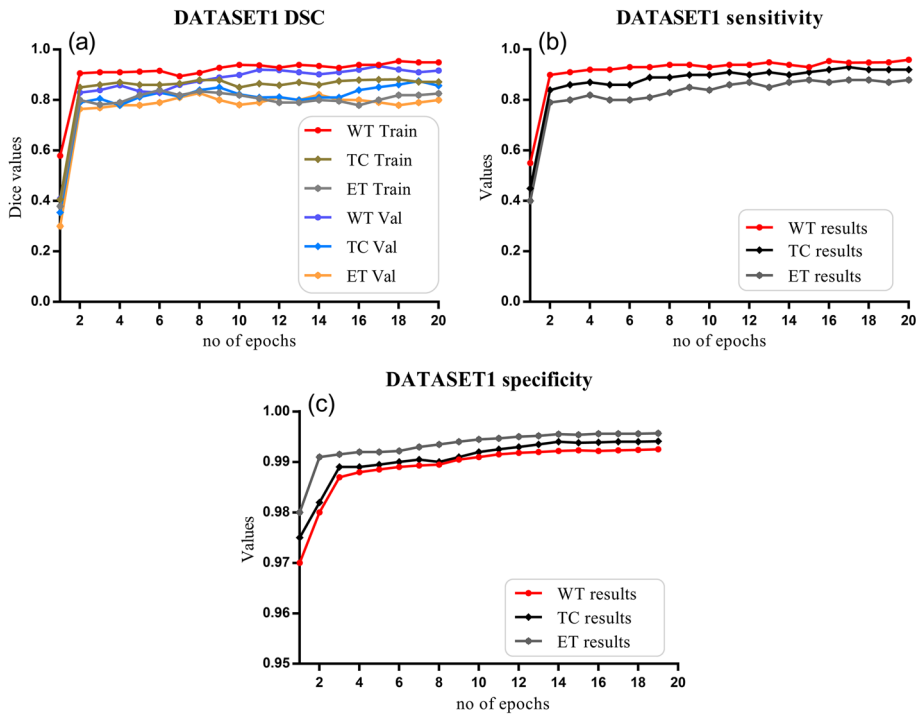 DATASET1 DSC
(a)
1.0
0.8
0.6
0.4
0.2
0.0
Dice values
WT Train
TC Train
ET Train
WT Val
TC Val
ET Val
2 4 6 8 10 12 14 16 18 20
no of epochs
DATASET1 sensitivity
(b)
1.0
0.8
0.6
0.4
0.2
0.0
Values
WT results
TC results
ET results
2 4 6 8 10 12 14 16 18 20
no of epochs
DATASET1 specificity
(c)
1.00
0.99
0.98
0.97
0.96
0.95
Values
WT results
TC results
ET results
2 4 6 8 10 12 14 16 18 20
no of epochs